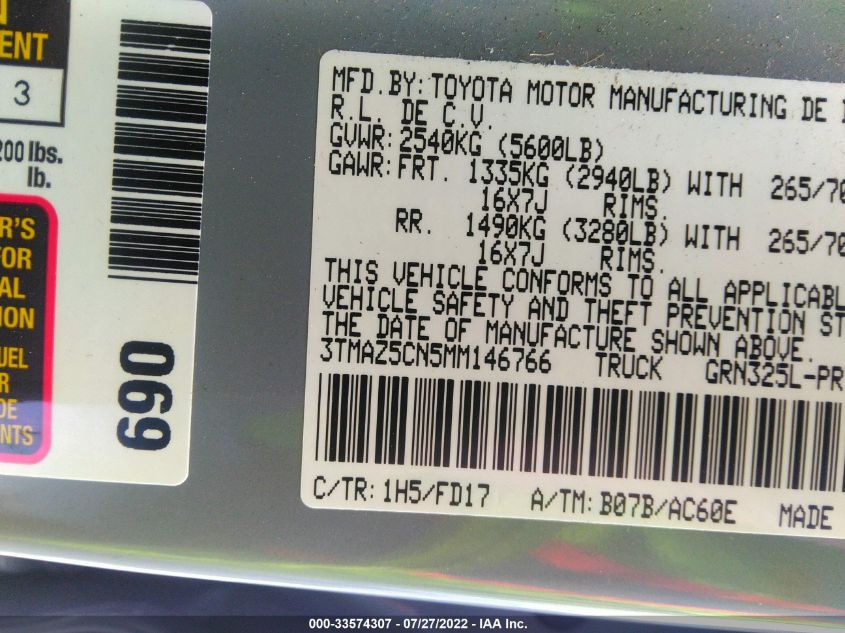 N
ENT
3
200 lbs.
lb.
R'S
FOR
AL
ION
UEL
R
DE
NTS
690
MFD.BY:TOYOTA MOTOR MANUFACTURING DE
R.L. DE C.V.
GVWR:2540KG (5600LB)
GAWR:FRT. 1335KG (2940LB) WITH 265/70
16X7J RIMS.
RR. 1490KG (3280LB) WITH 265/70
16X7J RIMS.
THIS VEHICLE CONFORMS TO ALL APPLICABL
VEHICLE SAFETY AND THEFT PREVENTION ST
THE DATE OF MANUFACTURE SHOWN ABOVE.
3TMAZ5CN5MM146766 TRUCK GRN325L-PR
C/TR:1H5/FD17 A/TM:B07B/AC60E MADE
000-33574307 - 07/27/2022 - IAA Inc.